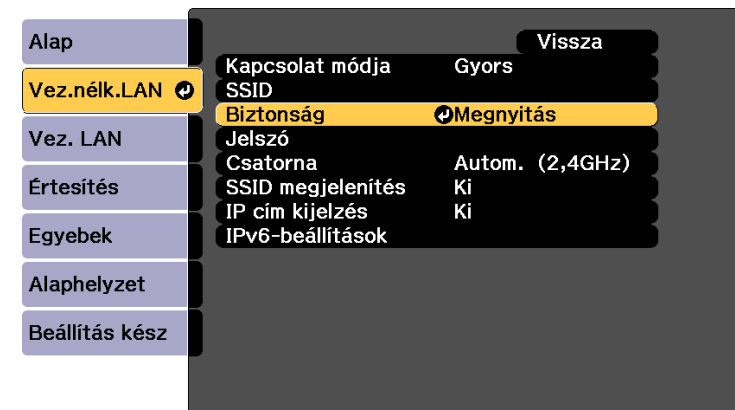 Alap
Vez.nélk.LAN
Vez. LAN
Értesítés
Egyebek
Alaphelyzet
Beállítás kész
Vissza
Kapcsolat módja Gyors
SSID
Biztonság Megnyitás
Jelszó
Csatorna Autom. (2,4GHz)
SSID megjelenítés Ki
IP cím kijelzés Ki
IPv6-beállítások